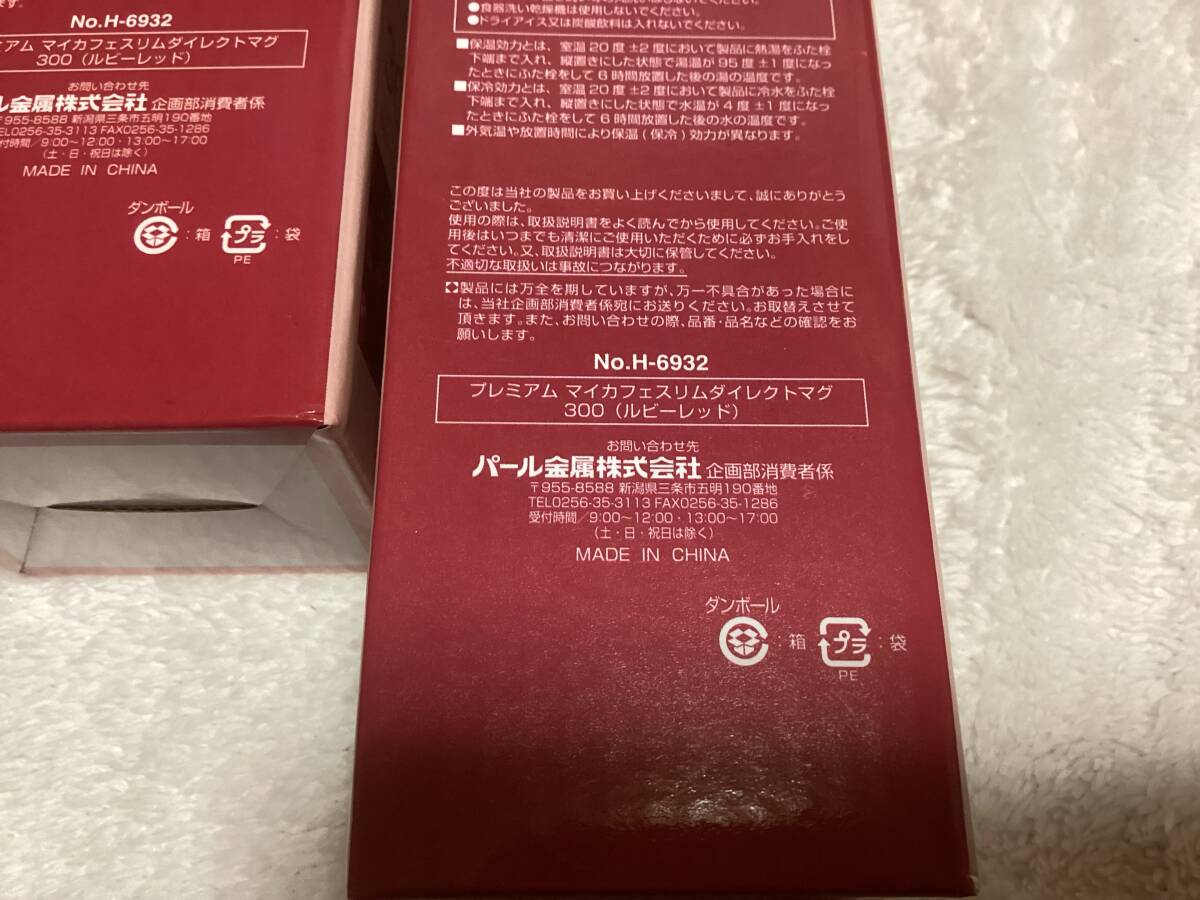 ます。
No.H-6932
ミアム マイカフェスリムダイレクトマグ
300（ルビーレッド）
お問い合わせ先
ール金属株式会社 企画部消費者係
〒955-8588 新潟県三条市五明190番地
TEL0256-35-3113 FAX0256-35-1286
付時間／9:00〜12:00・13:00〜17:00
（土・日・祝日は除く）
MADE IN CHINA
ダンボール
：箱 プラ：袋
PE
●食器洗い乾燥機は使用しないでください。
●ドライアイス又は炭酸飲料は入れないでください。
■保温効力とは、室温20度±2度において製品に熱湯をふた栓
下端まで入れ、縦置きにした状態で湯温が95度±1度になっ
たときにふた栓をして6時間放置した後の湯の温度です。
■保冷効力とは、室温20度±2度において製品に冷水をふた栓
下端まで入れ、縦置きにした状態で水温が4度±1度になっ
たときにふた栓をして6時間放置した後の水の温度です。
■外気温や放置時間により保温(保冷)効力が異なります。
この度は当社の製品をお買い上げくださいまして、誠にありがとう
ございました。
使用の際は、取扱説明書をよく読んでから使用してください。ご使
用後はいつまでも清潔にご使用いただくために必ずお手入れをし
てください。又、取扱説明書は大切に保管してください。
不適切な取扱いは事故につながります。
製品には万全を期していますが、万一不具合があった場合に
は、当社企画部消費者係宛にお送りください。お取替えさせて
頂きます。また、お問い合わせの際、品番・品名などの確認をお
願いします。
No.H-6932
プレミアム マイカフェスリムダイレクトマグ
300（ルビーレッド）
お問い合わせ先
パール金属株式会社 企画部消費者係
〒955-8588 新潟県三条市五明190番地
TEL0256-35-3113 FAX0256-35-1286
受付時間／9:00〜12:00・13:00〜17:00
（土・日・祝日は除く）
MADE IN CHINA
ダンボール
：箱 プラ：袋
PE